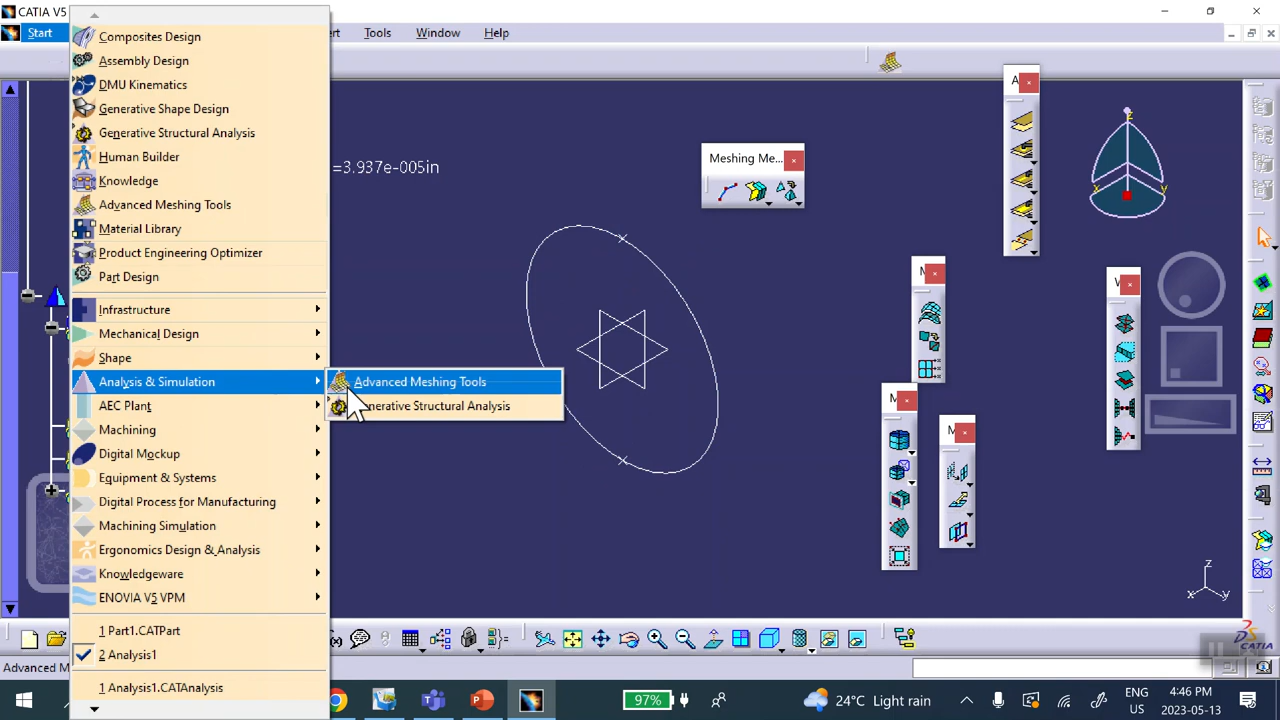 CATIA V5
Start
Tools
Window
Help
Composites Design
Assembly Design
DMU Kinematics
Generative Shape Design
Generative Structural Analysis
Human Builder
Knowledge
Advanced Meshing Tools
Material Library
Product Engineering Optimizer
Part Design
Infrastructure
Mechanical Design
Shape
Analysis & Simulation
AEC Plant
Machining
Digital Mockup
Equipment & Systems
Digital Process for Manufacturing
Machining Simulation
Ergonomics Design & Analysis
Knowledgeware
ENOVIA V5 VPM
1 Part1.CATPart
2 Analysis1
1 Analysis1.CATAnalysis
Advanced Meshing Tools
Structural Analysis
=3.937e-005in
Meshing Me...
A
z
x
y
z
x
y
CATIA
97%
24°C Light rain
ENG
US
4:46 PM
2023-05-13